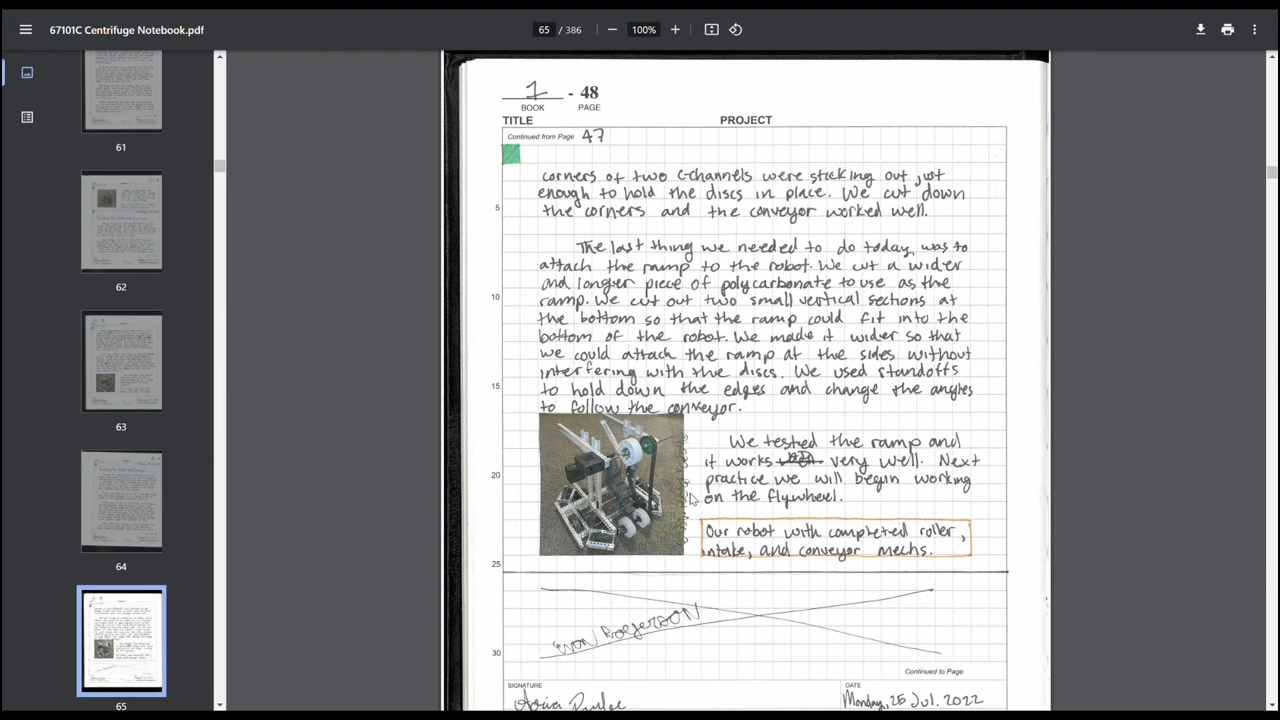 67101C Centrifuge Notebook.pdf
65 / 386
100%
61
62
63
64
65
1 - 48
BOOK PAGE
TITLE PROJECT
Continued from Page 47
corners of two C-channels were sticking out just
enough to hold the discs in place. We cut down
5
the corners and the conveyor worked well.
The last thing we needed to do today was to
attach the ramp to the robot. We cut a wider
and longer piece of polycarbonate to use as the
10
ramp. We cut out two small vertical sections at
the bottom so that the ramp could fit into the
bottom of the robot. We made it wider so that
we could attach the ramp at the sides without
interfering with the discs. We used standoffs
15
to hold down the edges and change the angles
to follow the conveyor.
We tested the ramp and
it works very well. Next
20
practice we will begin working
on the flywheel.
Our robot with completed roller,
intake, and conveyor mechs.
25
30
Continued to Page
SIGNATURE
DATE
Monday, 25 Jul. 2022